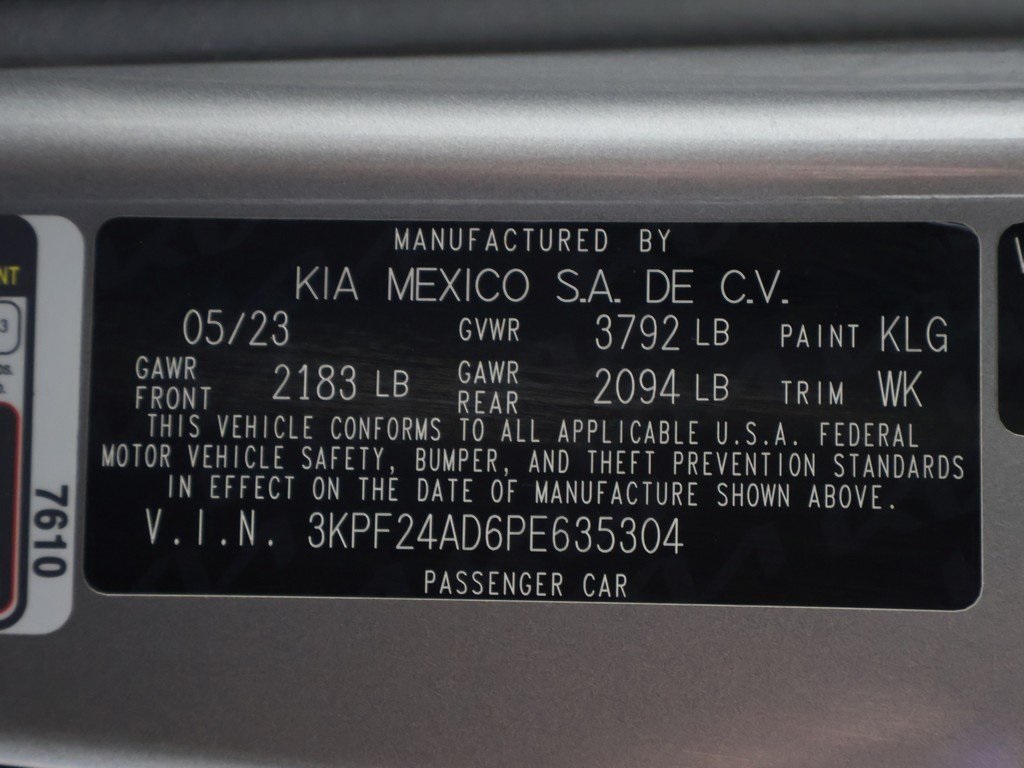 MANUFACTURED BY
KIA MEXICO S.A. DE C.V.
05/23 GVWR 3792 LB PAINT KLG
GAWR FRONT 2183 LB GAWR REAR 2094 LB TRIM WK
THIS VEHICLE CONFORMS TO ALL APPLICABLE U.S.A. FEDERAL
MOTOR VEHICLE SAFETY, BUMPER, AND THEFT PREVENTION STANDARDS
IN EFFECT ON THE DATE OF MANUFACTURE SHOWN ABOVE.
V.I.N. 3KPF24AD6PE635304
PASSENGER CAR
7610